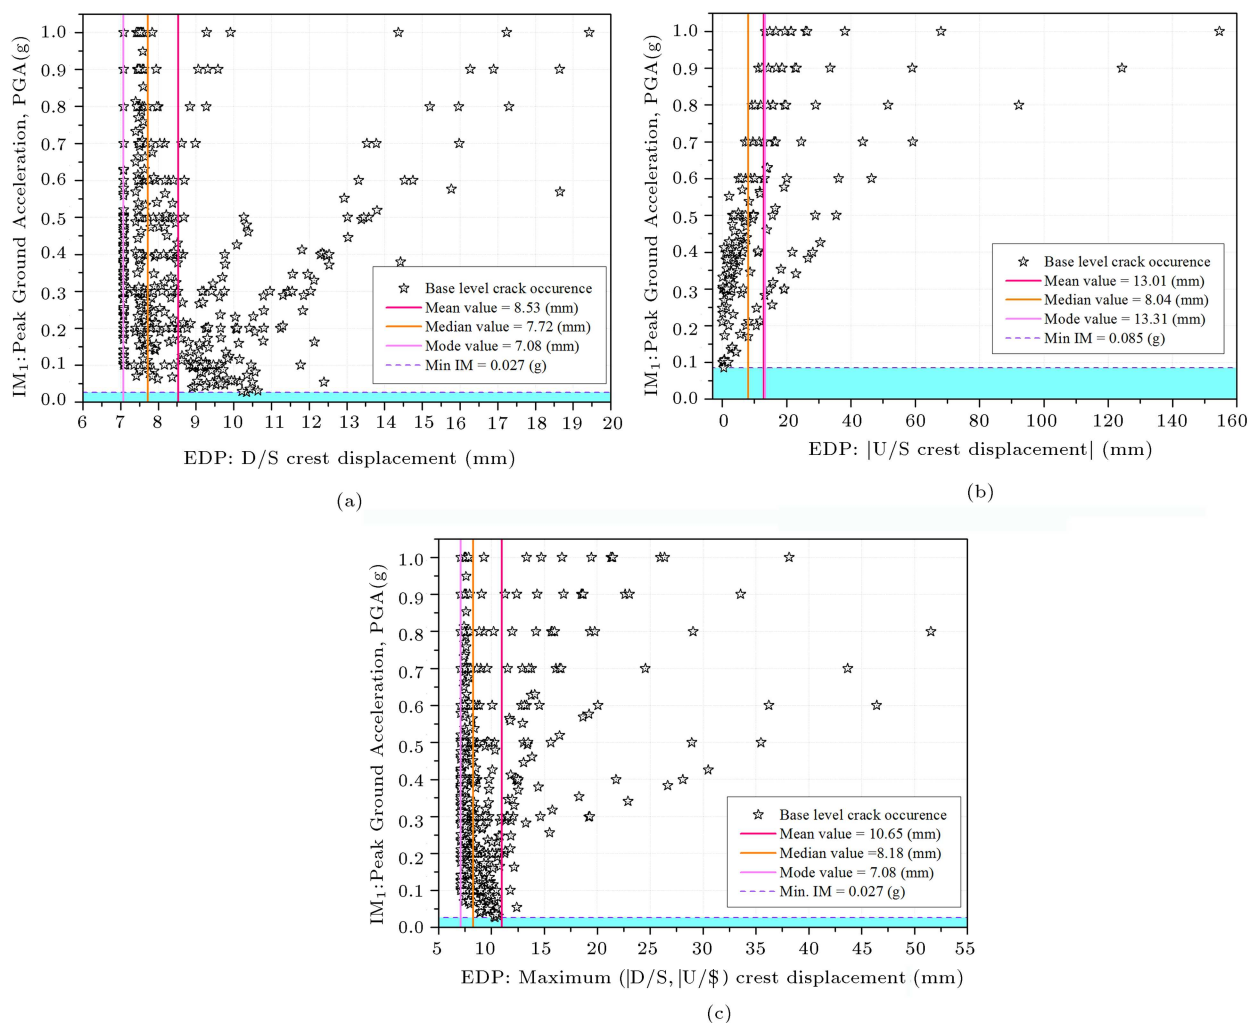 IM₁:Peak Ground Acceleration, PGA(g)
1.0
0.9
0.8
0.7
0.6
0.5
0.4
0.3
0.2
0.1
0.0
Base level crack occurence
Mean value = 8.53 (mm)
Median value = 7.72 (mm)
Mode value = 7.08 (mm)
Min IM = 0.027 (g)
6 7 8 9 10 11 12 13 14 15 16 17 18 19 20
EDP: D/S crest displacement (mm)
(a)
IM₁:Peak Ground Acceleration, PGA(g)
1.0
0.9
0.8
0.7
0.6
0.5
0.4
0.3
0.2
0.1
0.0
Base level crack occurence
Mean value = 13.01 (mm)
Median value = 8.04 (mm)
Mode value = 13.31 (mm)
Min IM = 0.085 (g)
0 20 40 60 80 100 120 140 160
EDP: |U/S crest displacement| (mm)
(b)
IM₁:Peak Ground Acceleration, PGA(g)
1.0
0.9
0.8
0.7
0.6
0.5
0.4
0.3
0.2
0.1
0.0
Base level crack occurence
Mean value = 10.65 (mm)
Median value =8.18 (mm)
Mode value = 7.08 (mm)
Min. IM = 0.027 (g)
5 10 15 20 25 30 35 40 45 50 55
EDP: Maximum (|D/S, |U/$) crest displacement (mm)
(c)